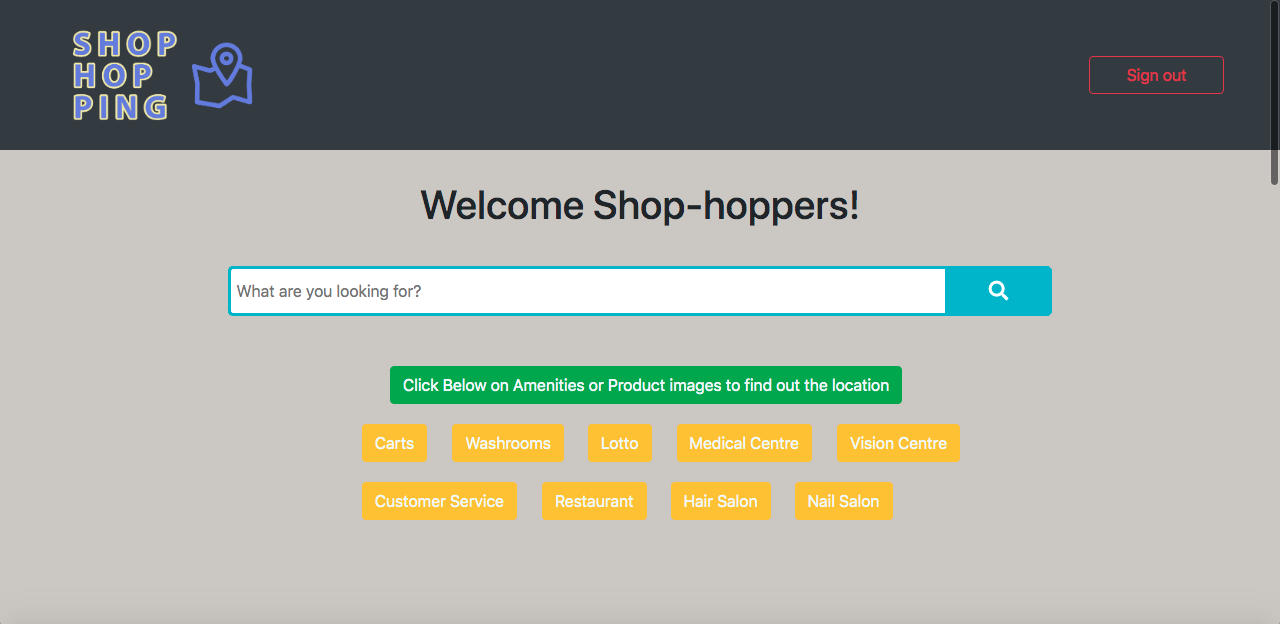 SHOP
HOP
PING
Sign out
Welcome Shop-hoppers!
What are you looking for?
Click Below on Amenities or Product images to find out the location
Carts Washrooms Lotto Medical Centre Vision Centre
Customer Service Restaurant Hair Salon Nail Salon